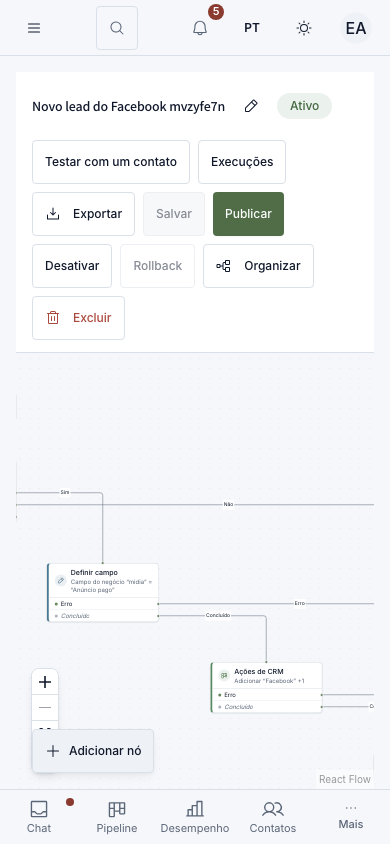 5
PT
EA
Novo lead do Facebook mvzyfe7n
Ativo
Testar com um contato
Execuções
Exportar
Salvar
Publicar
Desativar
Rollback
Organizar
Excluir
Sim
Não
Definir campo
Campo do negócio "midia" =
"Anúncio pago"
Erro
Concluído
Erro
Concluído
Ações de CRM
Adicionar "Facebook" +1
Erro
Concluído
Adicionar nó
React Flow
Chat
Pipeline
Desempenho
Contatos
Mais